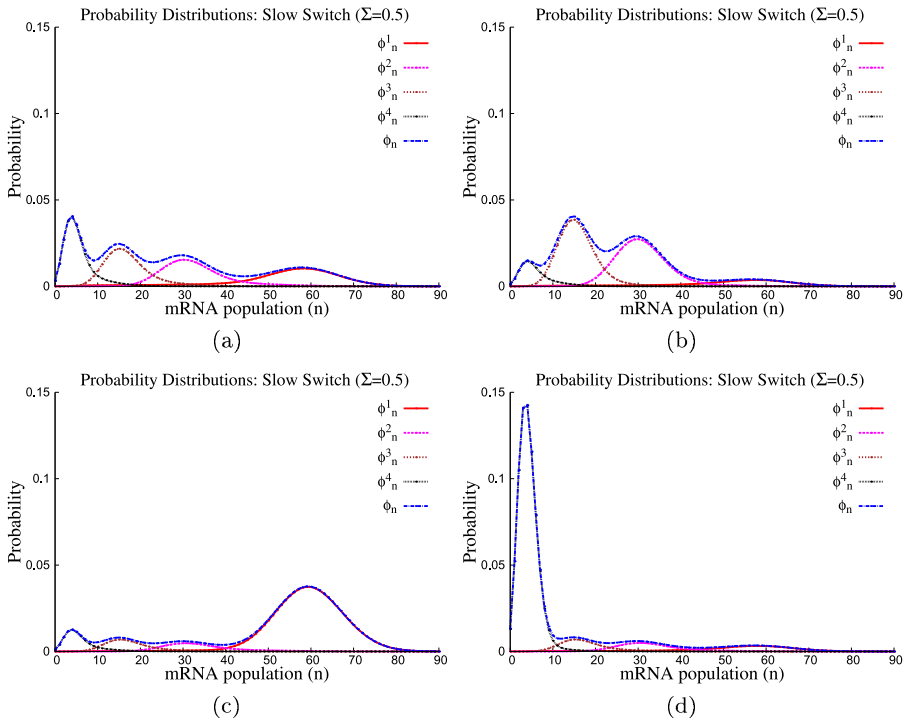 Probability Distributions: Slow Switch (Σ=0.5)
0.15
0.1
0.05
0
Probability
ϕ¹ₙ
ϕ²ₙ
ϕ³ₙ
ϕ⁴ₙ
ϕₙ
0 10 20 30 40 50 60 70 80 90
mRNA population (n)
(a)
Probability Distributions: Slow Switch (Σ=0.5)
0.15
0.1
0.05
0
Probability
ϕ¹ₙ
ϕ²ₙ
ϕ³ₙ
ϕ⁴ₙ
ϕₙ
0 10 20 30 40 50 60 70 80 90
mRNA population (n)
(b)
Probability Distributions: Slow Switch (Σ=0.5)
0.15
0.1
0.05
0
Probability
ϕ¹ₙ
ϕ²ₙ
ϕ³ₙ
ϕ⁴ₙ
ϕₙ
0 10 20 30 40 50 60 70 80 90
mRNA population (n)
(c)
Probability Distributions: Slow Switch (Σ=0.5)
0.15
0.1
0.05
0
Probability
ϕ¹ₙ
ϕ²ₙ
ϕ³ₙ
ϕ⁴ₙ
ϕₙ
0 10 20 30 40 50 60 70 80 90
mRNA population (n)
(d)